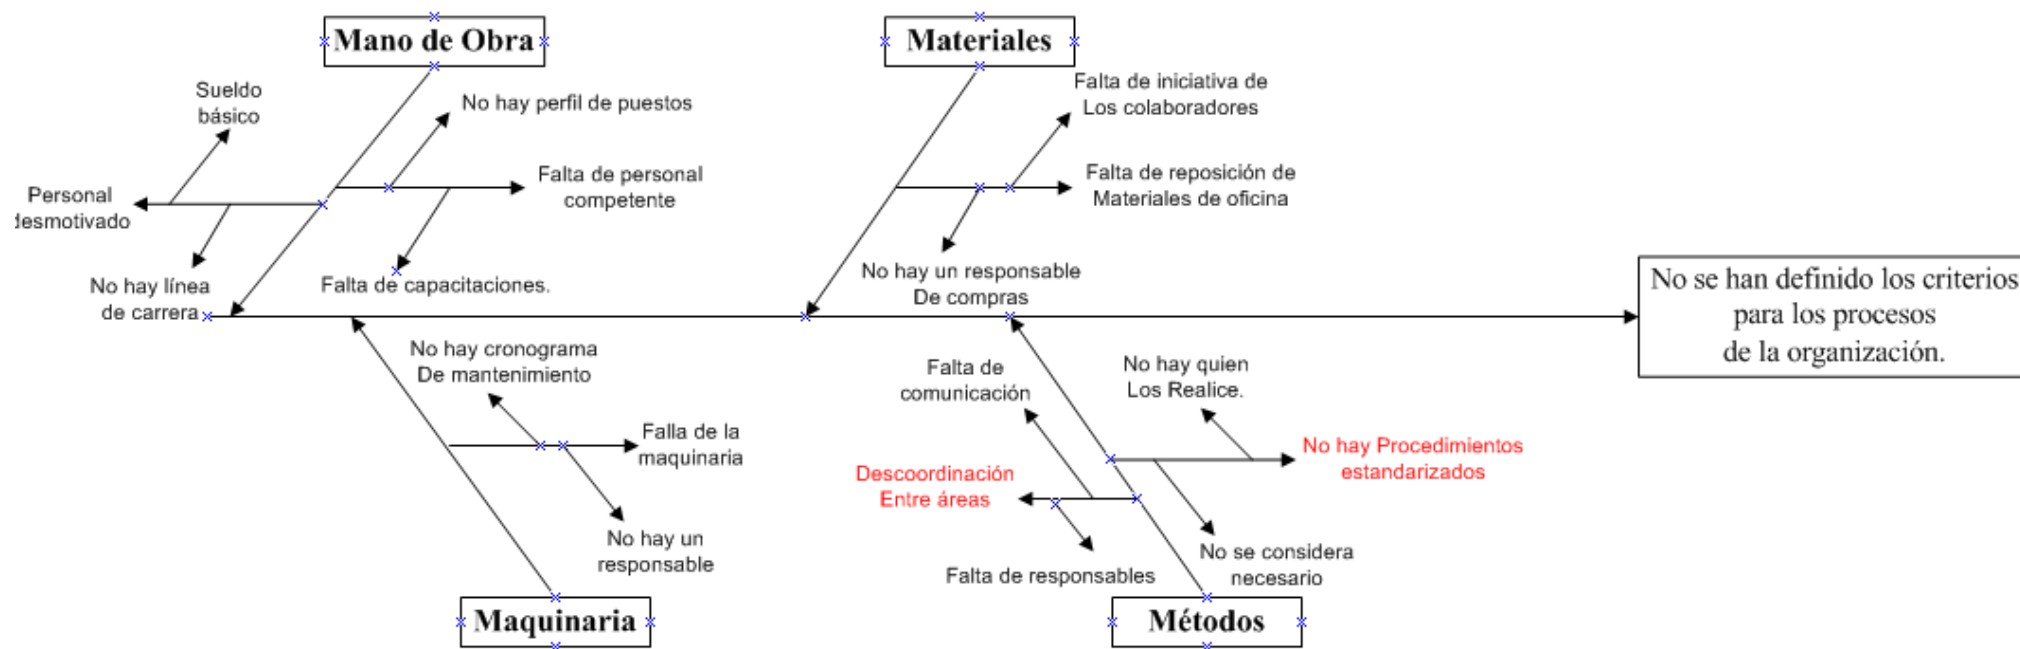 Mano de Obra
Materiales
Sueldo
básico
No hay perfil de puestos
Falta de personal
competente
Personal
desmotivado
No hay línea
de carrera
Falta de capacitaciones.
Falta de iniciativa de
Los colaboradores
Falta de reposición de
Materiales de oficina
No hay un responsable
De compras
No se han definido los criterios
para los procesos
de la organización.
No hay cronograma
De mantenimiento
Falla de la
maquinaria
No hay un
responsable
Falta de
comunicación
No hay quien
Los Realice.
No hay Procedimientos
estandarizados
Descoordinación
Entre áreas
Falta de responsables
No se considera
necesario
Maquinaria
Métodos